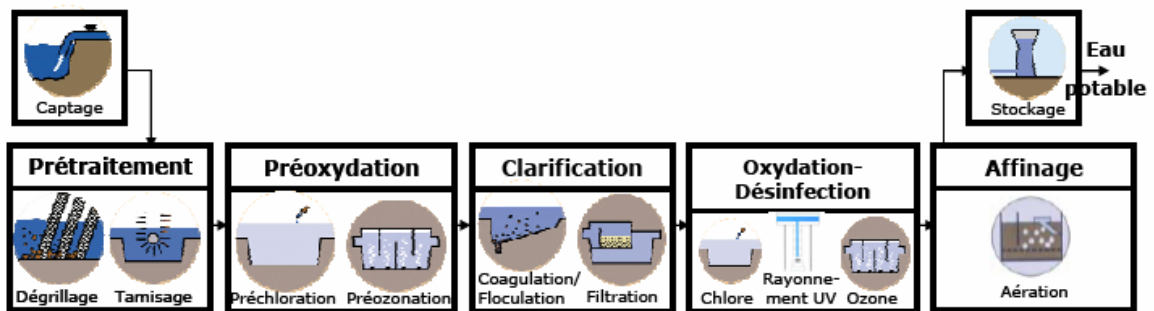 Captage
Stockage
Eau
potable
Prétraitement
Dégrillage
Tamisage
Préoxydation
Préchloration
Préozonation
Clarification
Coagulation/
Floculation
Filtration
Oxydation-
Désinfection
Chlore
Rayonne-
ment UV
Ozone
Affinage
Aération